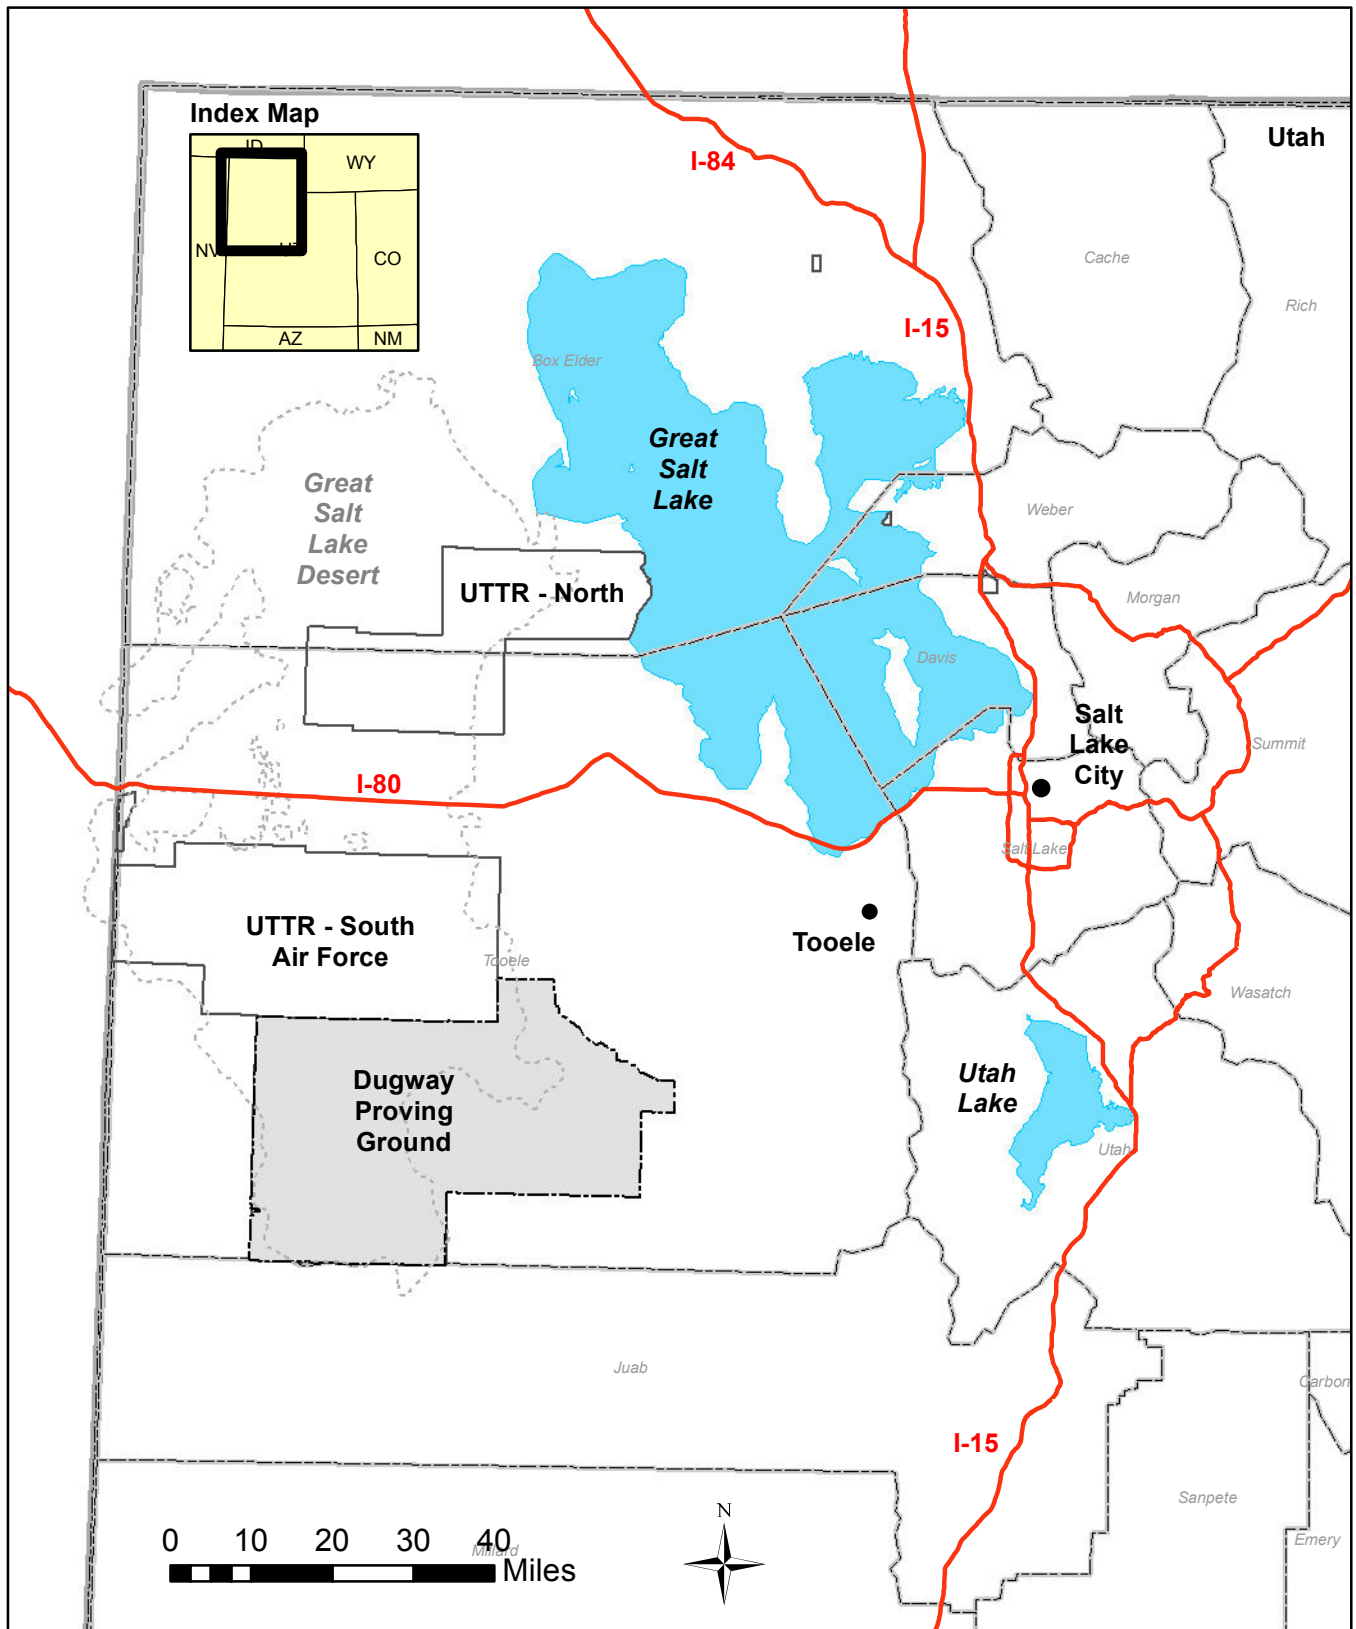 Index Map
ID
WY
NV
UT
CO
AZ
NM
Utah
I-84
Cache
Rich
I-15
Box Elder
Great
Salt
Lake
Great
Salt
Lake
Desert
Weber
UTTR - North
Morgan
Davis
Salt
Lake
City
Summit
I-80
Salt Lake
UTTR - South
Air Force
Tooele
Tooele
Wasatch
Dugway
Proving
Ground
Utah
Lake
Utah
Juab
Carbon
I-15
Sanpete
Emery
N
0 10 20 30 40
Millard
Miles